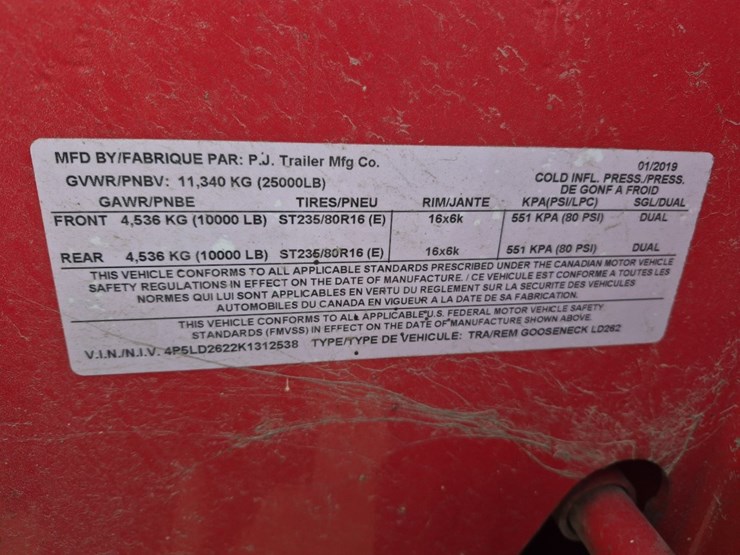 MFD BY/FABRIQUE PAR: P.J. Trailer Mfg Co. 01/2019
GVWR/PNBV: 11,340 KG (25000LB) COLD INFL. PRESS./PRESS.
DE GONF A FROID
GAWR/PNBE TIRES/PNEU RIM/JANTE KPA(PSI/LPC) SGL/DUAL
FRONT 4,536 KG (10000 LB) ST235/80R16 (E) 16x6k 551 KPA (80 PSI) DUAL
REAR 4,536 KG (10000 LB) ST235/80R16 (E) 16x6k 551 KPA (80 PSI) DUAL
THIS VEHICLE CONFORMS TO ALL APPLICABLE STANDARDS PRESCRIBED UNDER THE CANADIAN MOTOR VEHICLE
SAFETY REGULATIONS IN EFFECT ON THE DATE OF MANUFACTURE. / CE VEHICULE EST CONFORME A TOUTES LES
NORMES QUI LUI SONT APPLICABLES EN VERTU DU REGLEMENT SUR LA SECURITE DES VEHICULES
AUTOMOBILES DU CANADA EN VIGUEUR A LA DATE DE SA FABRICATION.
THIS VEHICLE CONFORMS TO ALL APPLICABLE U.S. FEDERAL MOTOR VEHICLE SAFETY
STANDARDS (FMVSS) IN EFFECT ON THE DATE OF MANUFACTURE SHOWN ABOVE.
V.I.N./N.I.V. 4P5LD2622K1312538 TYPE/TYPE DE VEHICULE: TRA/REM GOOSENECK LD262